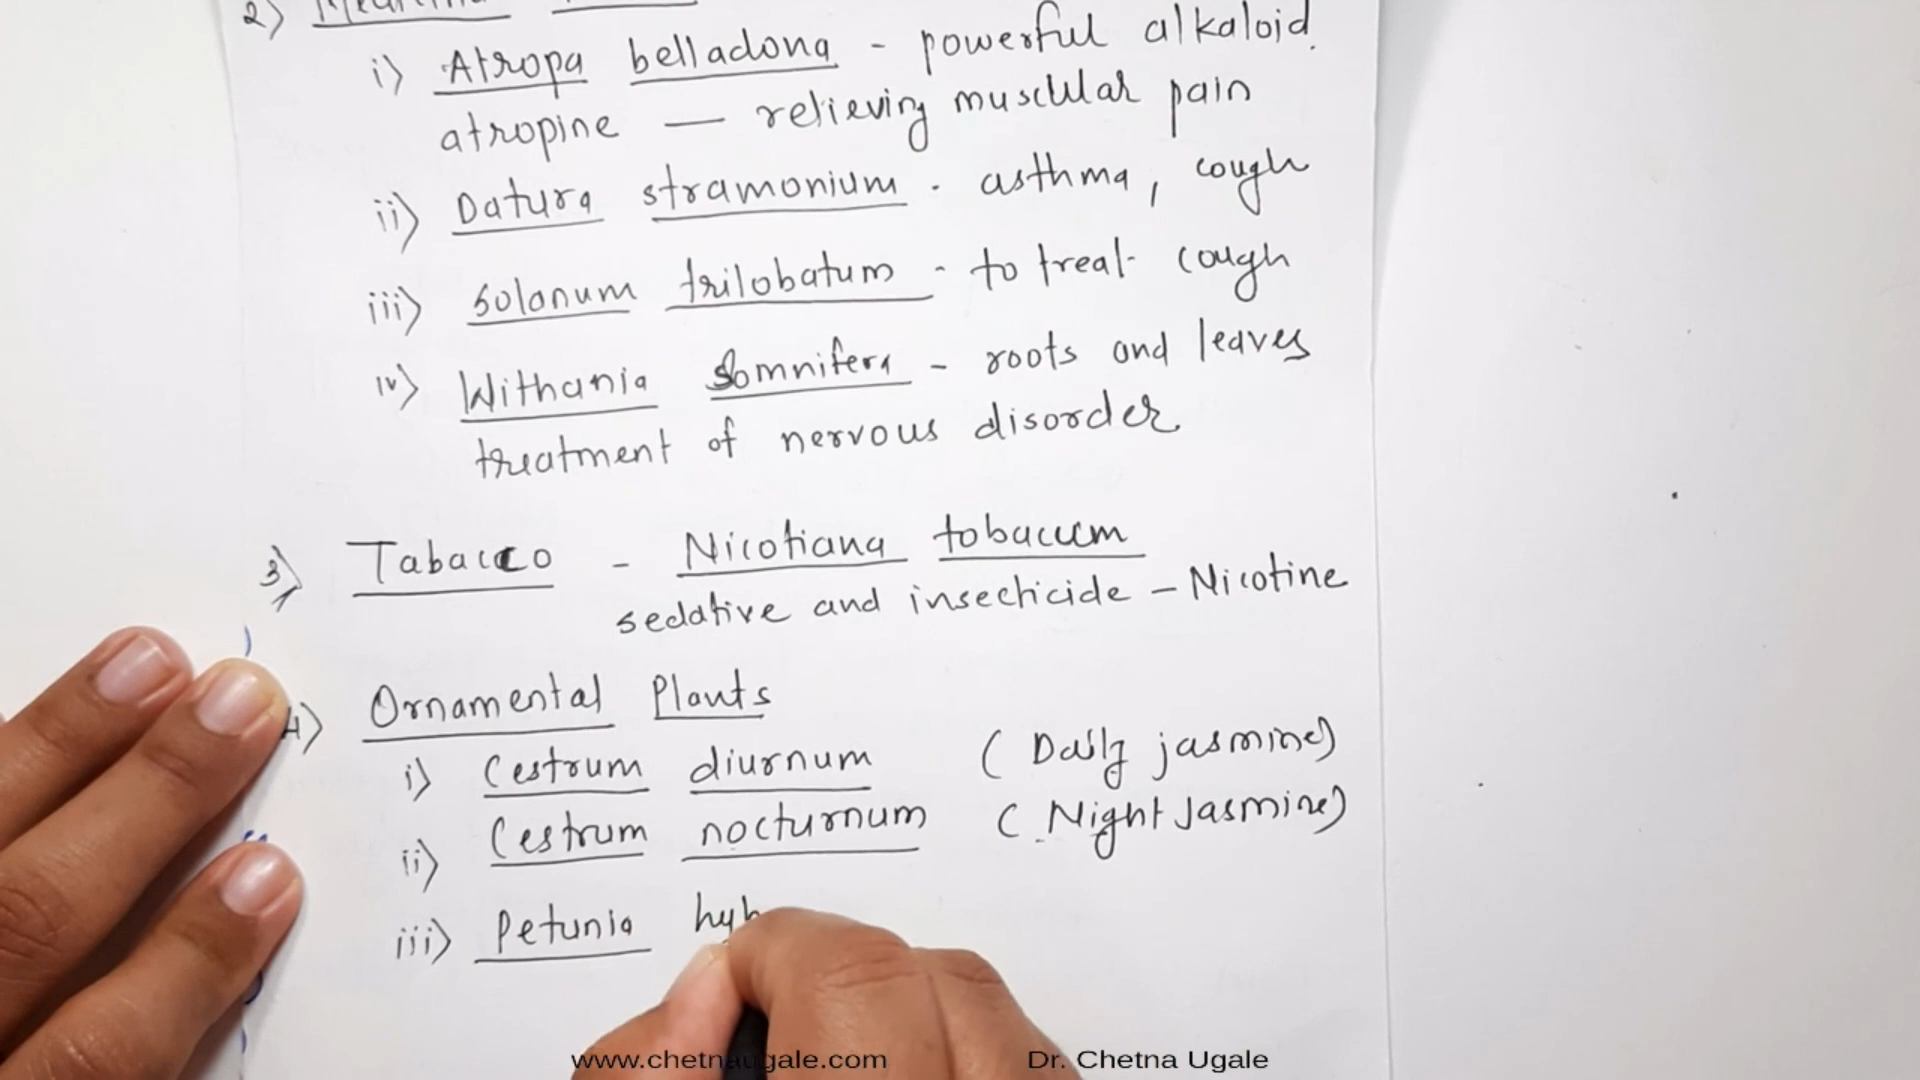 2)
i) Atropa belladona - powerful alkaloid
atropine — relieving muscular pain
ii) Datura stramonium - asthma, cough
iii) Solanum trilobatum - to treat cough
iv) Withania Somnifera - roots and leaves
treatment of nervous disorder
3) Tabacco - Nicotiana tobaccum
sedative and insecticide - Nicotine
4) Ornamental Plants
i) Cestrum diurnum (Daily jasmine)
ii) Cestrum nocturnum (Night Jasmine)
iii) Petunia hyb
www.chetnaugale.com Dr. Chetna Ugale